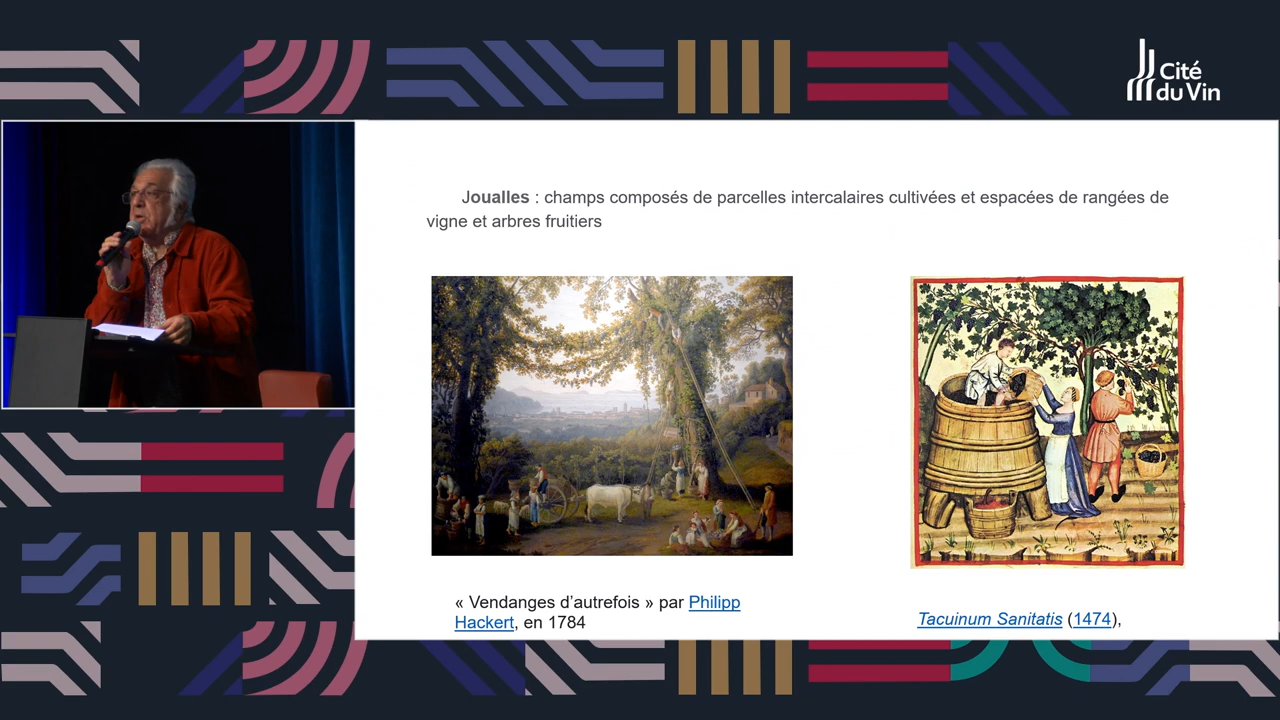 Cité
du Vin
Joualles : champs composés de parcelles intercalaires cultivées et espacées de rangées de
vigne et arbres fruitiers
« Vendanges d’autrefois » par Philipp
Hackert, en 1784
Tacuinum Sanitatis (1474),